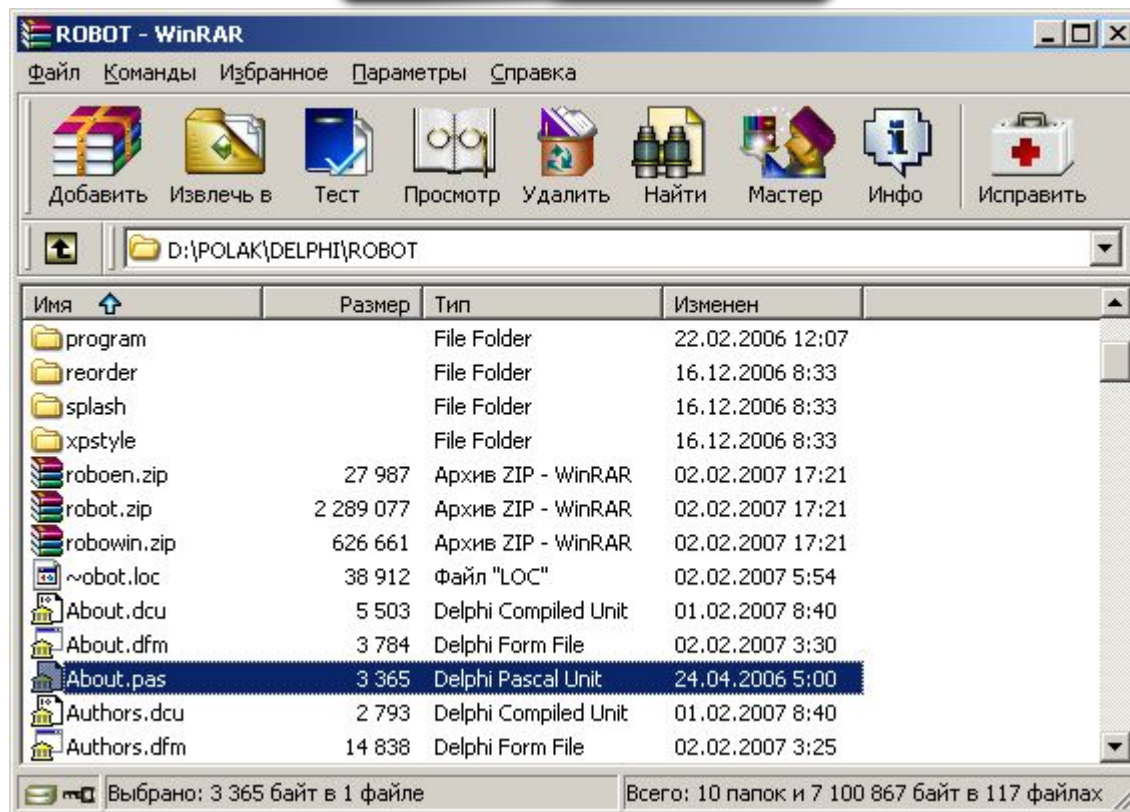 ROBOT - WinRAR
Файл Команды Избранное Параметры Справка
Добавить Извлечь в Тест Просмотр Удалить Найти Мастер Инфо Исправить
D:\POLAK\DELPHI\ROBOT
Имя Размер Тип Изменен
program File Folder 22.02.2006 12:07
reorder File Folder 16.12.2006 8:33
splash File Folder 16.12.2006 8:33
xpstyle File Folder 16.12.2006 8:33
roboen.zip 27 987 Архив ZIP - WinRAR 02.02.2007 17:21
robot.zip 2 289 077 Архив ZIP - WinRAR 02.02.2007 17:21
robowin.zip 626 661 Архив ZIP - WinRAR 02.02.2007 17:21
~obot.loc 38 912 Файл "LOC" 02.02.2007 5:54
About.dcu 5 503 Delphi Compiled Unit 01.02.2007 8:40
About.dfm 3 784 Delphi Form File 02.02.2007 3:30
About.pas 3 365 Delphi Pascal Unit 24.04.2006 5:00
Authors.dcu 2 793 Delphi Compiled Unit 01.02.2007 8:40
Authors.dfm 14 838 Delphi Form File 02.02.2007 3:25
Выбрано: 3 365 байт в 1 файле Всего: 10 папок и 7 100 867 байт в 117 файлах